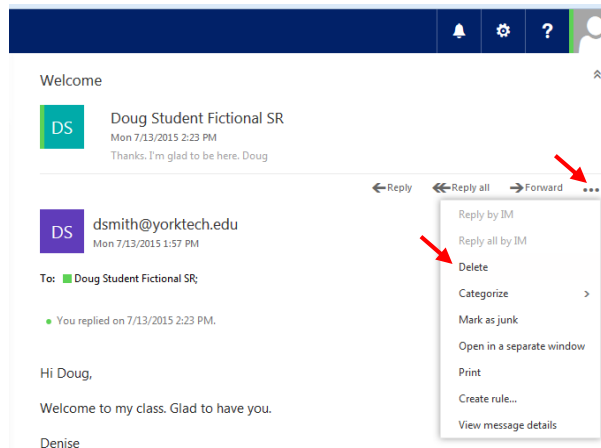 ?
Welcome
DS
Doug Student Fictional SR
Mon 7/13/2015 2:23 PM
Thanks. I'm glad to be here. Doug
Reply Reply all Forward •••
DS
dsmith@yorktech.edu
Mon 7/13/2015 1:57 PM
To: Doug Student Fictional SR;
• You replied on 7/13/2015 2:23 PM.
Hi Doug,
Welcome to my class. Glad to have you.
Denise
Reply by IM
Reply all by IM
Delete
Categorize >
Mark as junk
Open in a separate window
Print
Create rule...
View message details